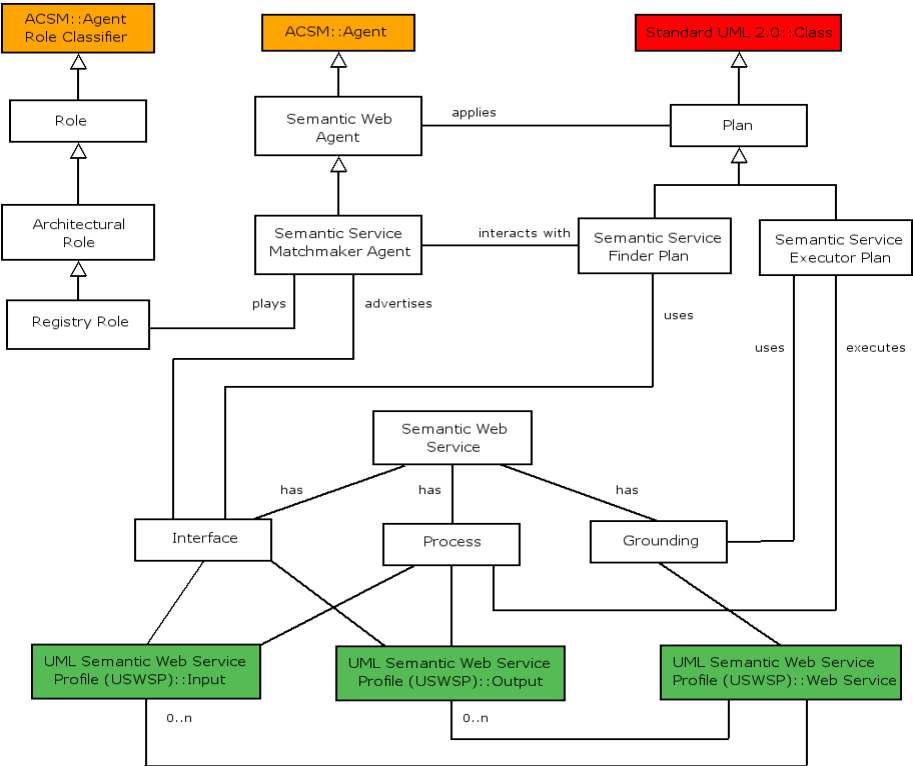 ACSM::Agent
Role Classifier
ACSM::Agent
Standard UML 2.0::Class
Role
Semantic Web
Agent
applies
Plan
Architectural
Role
Semantic Service
Matchmaker Agent
interacts with
Semantic Service
Finder Plan
Semantic Service
Executor Plan
Registry Role
plays
advertises
uses
uses
executes
Semantic Web
Service
has
has
has
Interface
Process
Grounding
UML Semantic Web Service
Profile (USWSP)::Input
UML Semantic Web Service
Profile (USWSP)::Output
UML Semantic Web Service
Profile (USWSP)::Web Service
0..n
0..n